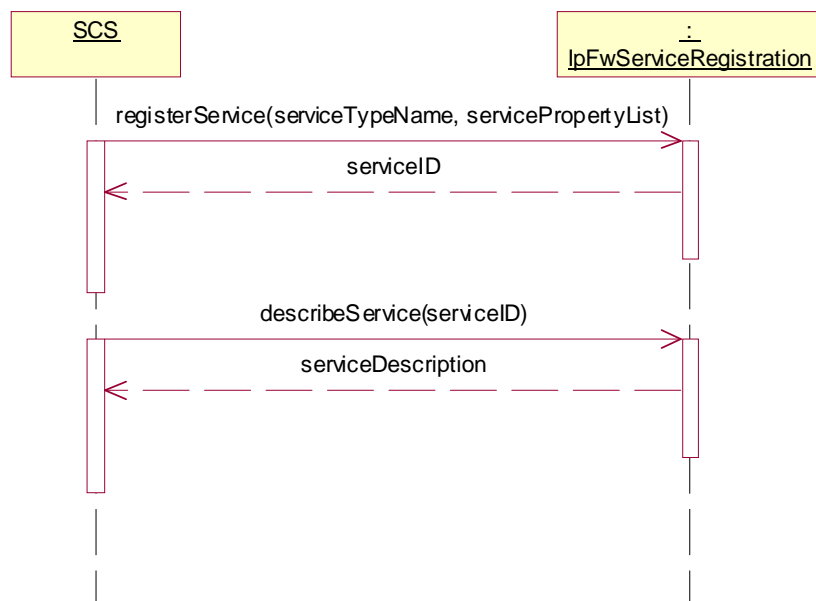 SCS
:
IpFwServiceRegistration
registerService(serviceTypeName, servicePropertyList)
serviceID
describeService(serviceID)
serviceDescription